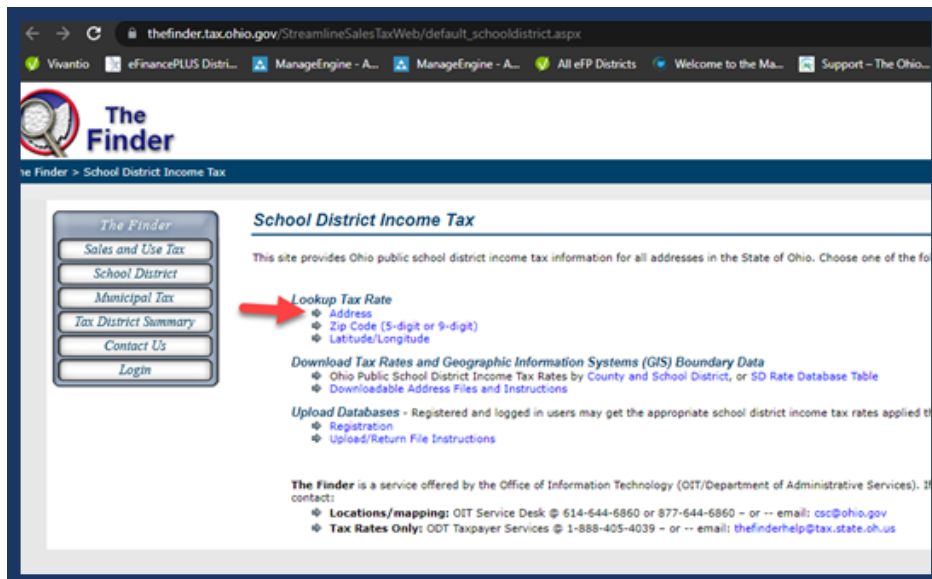 thefinder.tax.ohio.gov/StreamlineSalesTaxWeb/default_schooldistrict.aspx
Vivantio eFinancePLUS Distri... ManageEngine - A... ManageEngine - A... All eFP Districts Welcome to the Ma... Support – The Ohio...
The
Finder
he Finder > School District Income Tax
The Finder
Sales and Use Tax
School District
Municipal Tax
Tax District Summary
Contact Us
Login
School District Income Tax
This site provides Ohio public school district income tax information for all addresses in the State of Ohio. Choose one of the fo
Lookup Tax Rate
Address
Zip Code (5-digit or 9-digit)
Latitude/Longitude
Download Tax Rates and Geographic Information Systems (GIS) Boundary Data
Ohio Public School District Income Tax Rates by County and School District, or SD Rate Database Table
Downloadable Address Files and Instructions
Upload Databases - Registered and logged in users may get the appropriate school district income tax rates applied t
Registration
Upload/Return File Instructions
The Finder is a service offered by the Office of Information Technology (OIT/Department of Administrative Services). If
contact:
Locations/mapping: OIT Service Desk @ 614-644-6860 or 877-644-6860 – or -- email: csc@ohio.gov
Tax Rates Only: ODT Taxpayer Services @ 1-888-405-4039 – or -- email: thefinderhelp@tax.state.oh.us